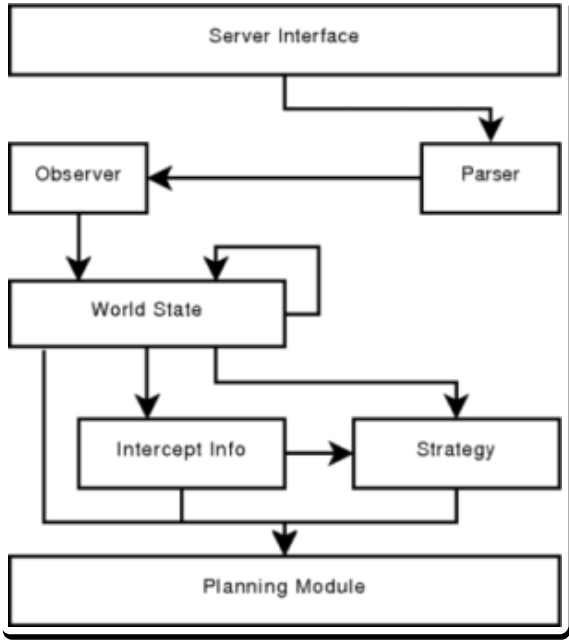 Server Interface
Observer
Parser
World State
Intercept Info
Strategy
Planning Module